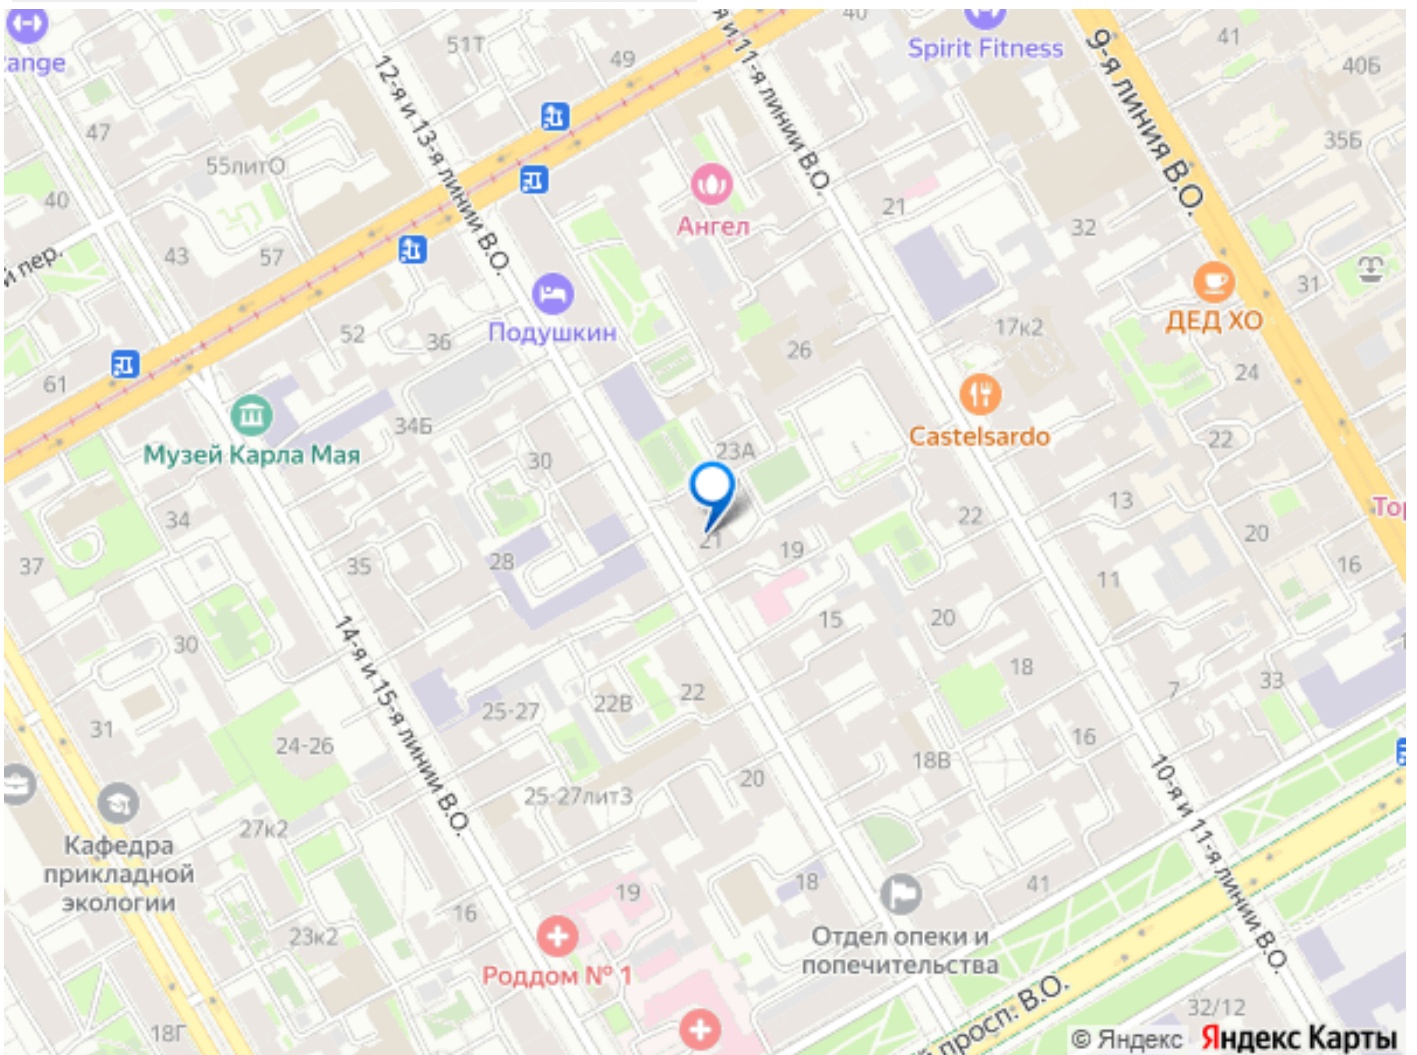 ange
51Т
49
40
я и 11-я линии В.О.
Spirit Fitness
9-я линия В.О.
41
40Б
35Б
47
12-я и 13-я линии В.О.
55литО
40
43
57
й пер.
Ангел
21
32
31
52
36
Подушкин
26
17к2
ДЕД ХО
24
61
Музей Карла Мая
34Б
30
23А
Castelsardo
22
Тор
34
37
35
28
21
19
22
13
20
16
11
30
14-я и 15-я линии В.О.
15
20
18
7
33
31
24-26
25-27
22В
22
16
18В
20
10-я и 11-я линии В.О.
25-27лит3
27к2
Кафедра
прикладной
экологии
16
23к2
19
18
41
Отдел опеки и
попечительства
Роддом № 1
18Г
й просп. В.О.
32/12
© Яндекс Яндекс Карты